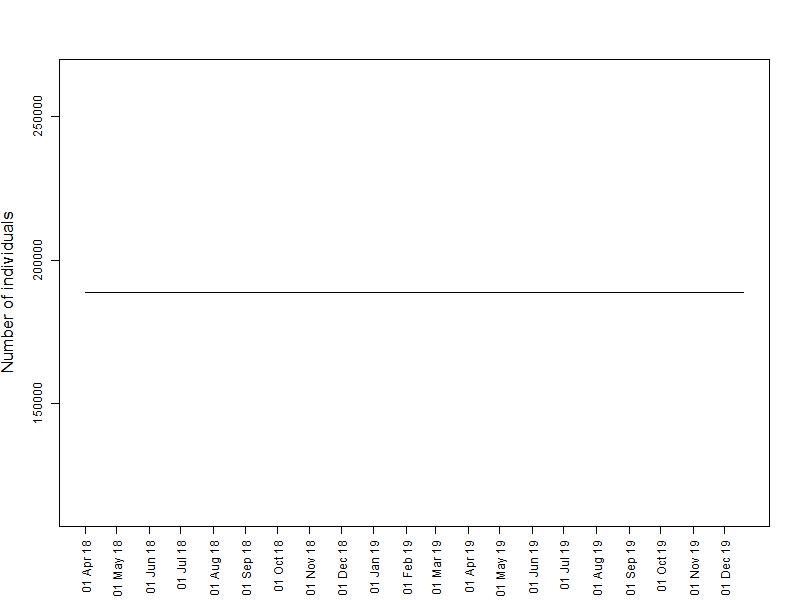 Number of individuals
250000
200000
150000
01 Apr 18
01 May 18
01 Jun 18
01 Jul 18
01 Aug 18
01 Sep 18
01 Oct 18
01 Nov 18
01 Dec 18
01 Jan 19
01 Feb 19
01 Mar 19
01 Apr 19
01 May 19
01 Jun 19
01 Jul 19
01 Aug 19
01 Sep 19
01 Oct 19
01 Nov 19
01 Dec 19